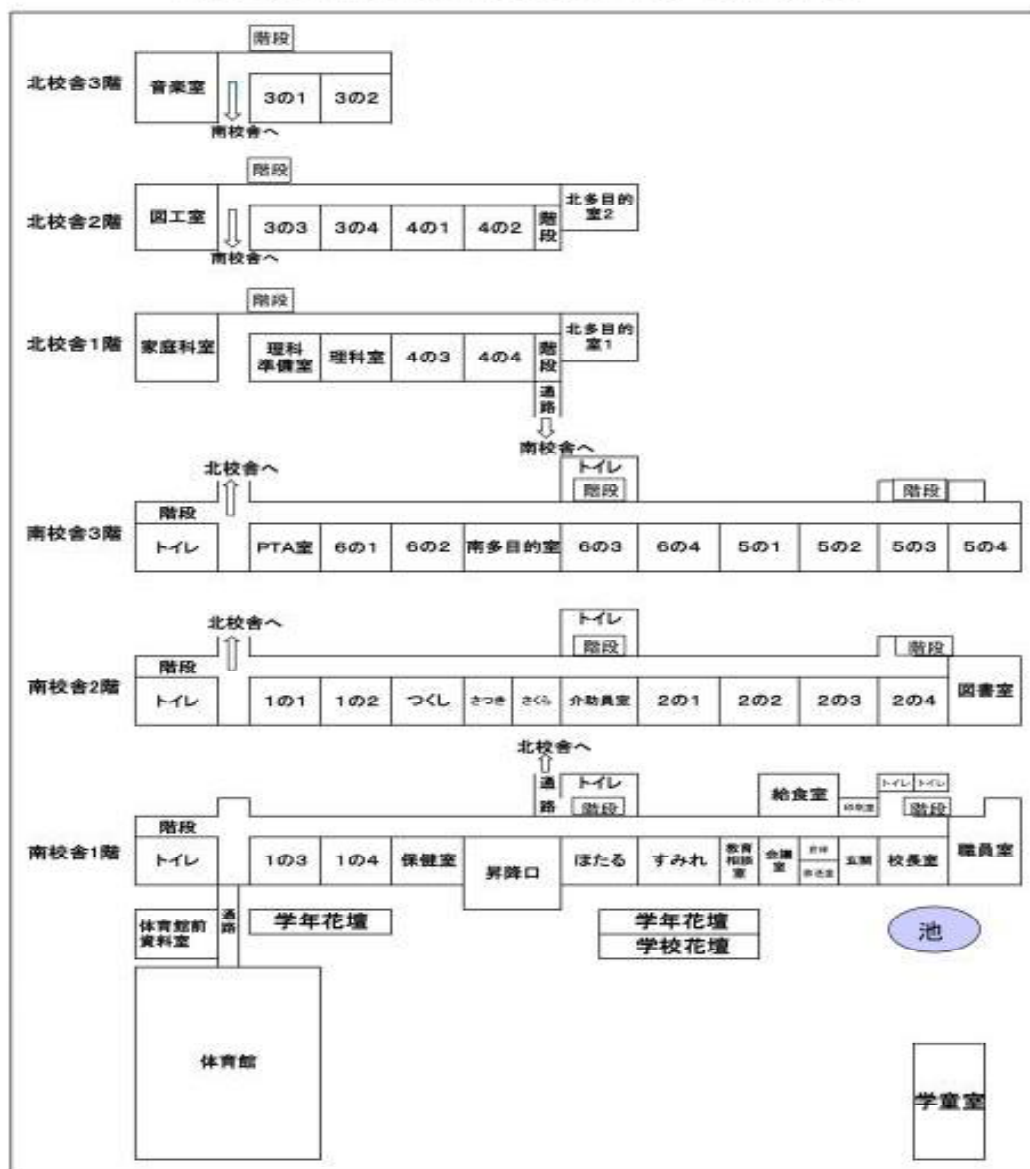 階段
北校舎3階
音楽室
3の1
3の2
南校舎へ
階段
北校舎2階
図工室
3の3
3の4
4の1
4の2
階段
北多目的
室2
南校舎へ
階段
北校舎1階
家庭科室
理科
準備室
理科室
4の3
4の4
階段
北多目的
室1
通路
南校舎へ
北校舎へ
トイレ
階段
階段
階段
南校舎3階
トイレ
PTA室
6の1
6の2
南多目的室
6の3
6の4
5の1
5の2
5の3
5の4
北校舎へ
トイレ
階段
階段
階段
南校舎2階
トイレ
1の1
1の2
つくし
さつき
さくら
介助員室
2の1
2の2
2の3
2の4
図書室
北校舎へ
通路
トイレ
階段
給食室
トイレ
トイレ
階段
階段
南校舎1階
トイレ
1の3
1の4
保健室
昇降口
ほたる
すみれ
教育
相談
室
会議
室
放送室
玄関
校長室
職員室
体育館前
資料室
通路
学年花壇
学年花壇
学校花壇
池
体育館
学童室